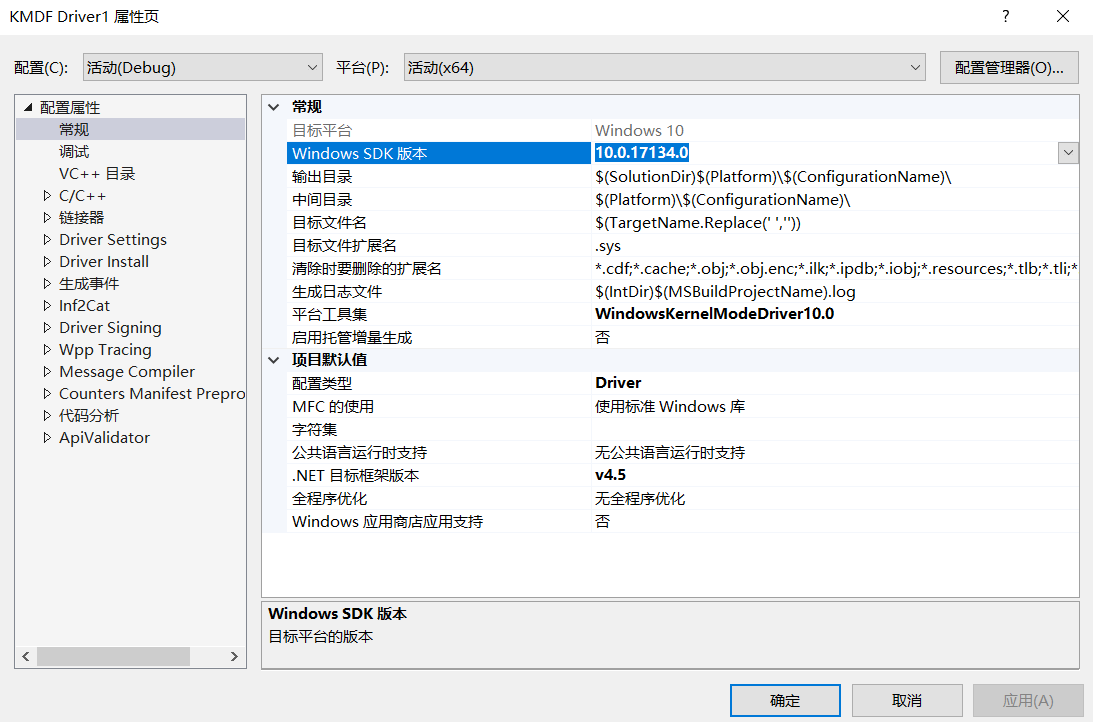 KMDF Driver1 属性页
配置(C): 活动(Debug) 平台(P): 活动(x64) 配置管理器(O)...
配置属性
常规
调试
VC++ 目录
C/C++
链接器
Driver Settings
Driver Install
生成事件
Inf2Cat
Driver Signing
Wpp Tracing
Message Compiler
Counters Manifest Prepro
代码分析
ApiValidator
常规
目标平台 Windows 10
Windows SDK 版本 10.0.17134.0
输出目录 $(SolutionDir)$(Platform)\$(ConfigurationName)\
中间目录 $(Platform)\$(ConfigurationName)\
目标文件名 $(TargetName.Replace(' ',''))
目标文件扩展名 .sys
清除时要删除的扩展名 *.cdf;*.cache;*.obj;*.obj.enc;*.ilk;*.ipdb;*.iobj;*.resources;*.tlb;*.tli;*
生成日志文件 $(IntDir)$(MSBuildProjectName).log
平台工具集 WindowsKernelModeDriver10.0
启用托管增量生成 否
项目默认值
配置类型 Driver
MFC 的使用 使用标准 Windows 库
字符集
公共语言运行时支持 无公共语言运行时支持
.NET 目标框架版本 v4.5
全程序优化 无全程序优化
Windows 应用商店应用支持 否
Windows SDK 版本
目标平台的版本
确定 取消 应用(A)